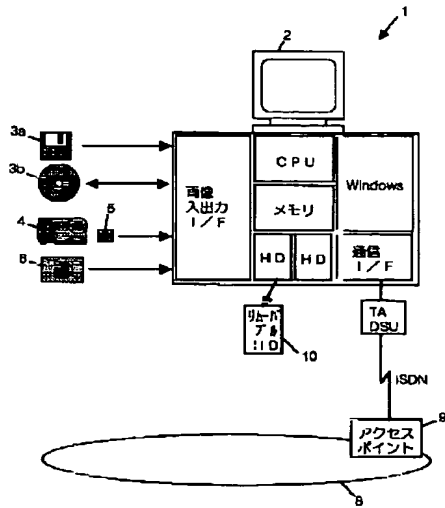 1
2
3a
3b
4
5
6
画像
入出力
I/F
CPU
メモリ
HD
HD
Windows
通信
I/F
リムーバ
ブル
HD
10
TA
DSU
ISDN
アクセス
ポイント
9
8